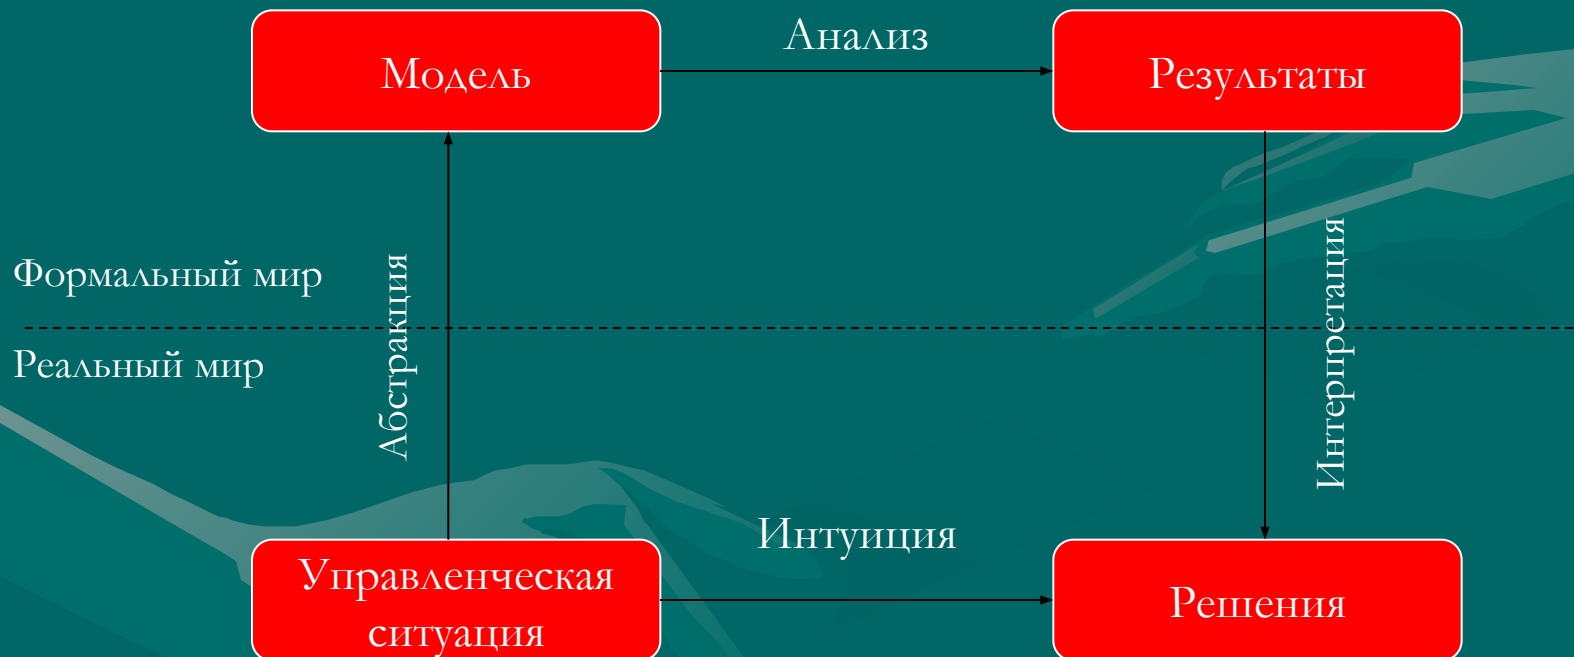 Модель
Анализ
Результаты
Формальный мир
Реальный мир
Абстракция
Интерпретация
Управленческая
ситуация
Интуиция
Решения